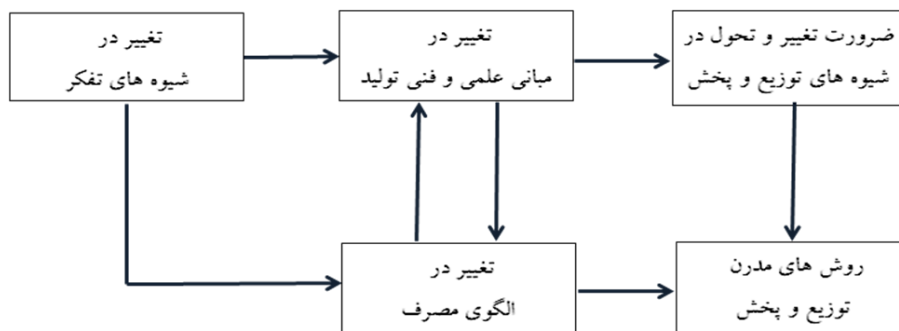 تغییر در
شیوه های تفکر
تغییر در
مبانی علمی و فنی تولید
ضرورت تغییر و تحول در
شیوه های توزیع و پخش
تغییر در
الگوی مصرف
روش های مدرن
توزیع و پخش